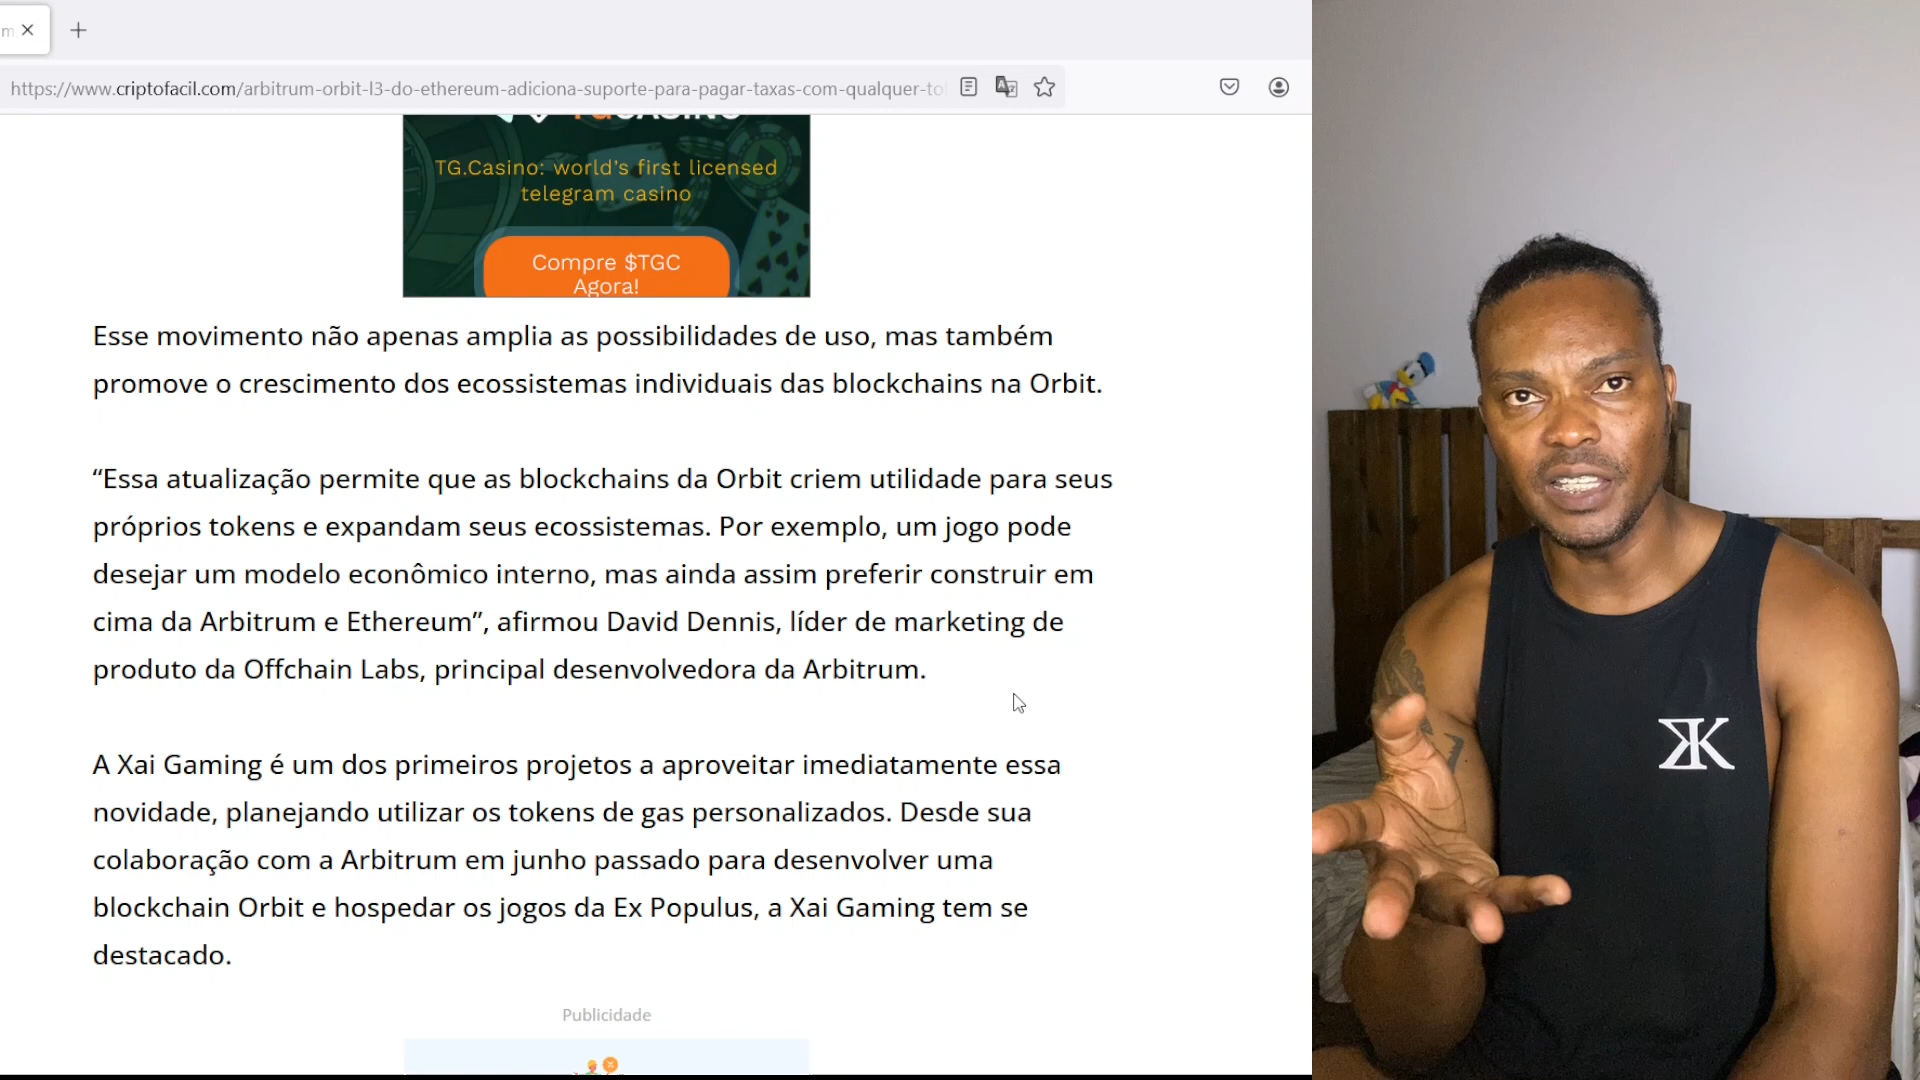 m
https://www.criptofacil.com/arbitrum-orbit-l3-do-ethereum-adiciona-suporte-para-pagar-taxas-com-qualquer-to
TG.Casino: world's first licensed
telegram casino
Compre $TGC
Agora!
Esse movimento não apenas amplia as possibilidades de uso, mas também
promove o crescimento dos ecossistemas individuais das blockchains na Orbit.
“Essa atualização permite que as blockchains da Orbit criem utilidade para seus
próprios tokens e expandam seus ecossistemas. Por exemplo, um jogo pode
desejar um modelo econômico interno, mas ainda assim preferir construir em
cima da Arbitrum e Ethereum”, afirmou David Dennis, líder de marketing de
produto da Offchain Labs, principal desenvolvedora da Arbitrum.
A Xai Gaming é um dos primeiros projetos a aproveitar imediatamente essa
novidade, planejando utilizar os tokens de gas personalizados. Desde sua
colaboração com a Arbitrum em junho passado para desenvolver uma
blockchain Orbit e hospedar os jogos da Ex Populus, a Xai Gaming tem se
destacado.
Publicidade